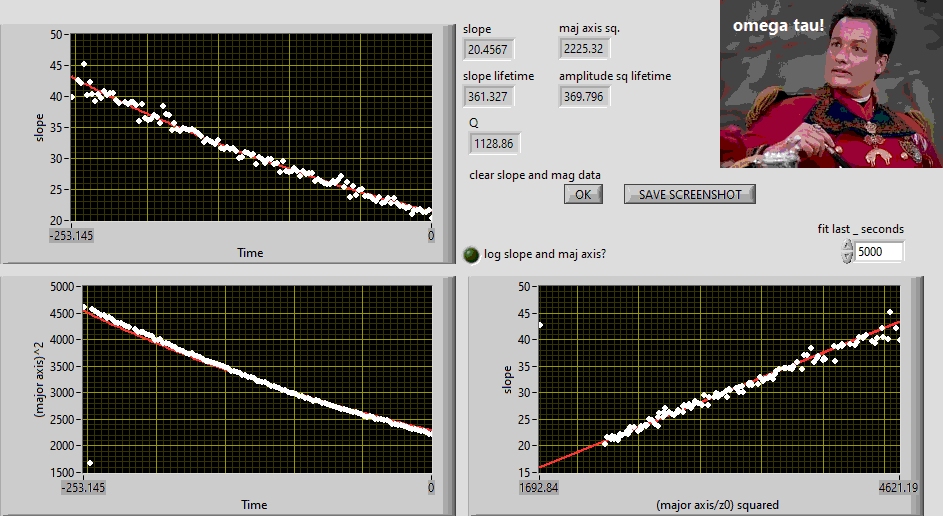 omega tau!
slope
20.4567
maj axis sq.
2225.32
slope lifetime
361.327
amplitude sq lifetime
369.796
Q
1128.86
clear slope and mag data
OK
SAVE SCREENSHOT
log slope and maj axis?
fit last _ seconds
5000
50
45
40
35
30
25
20
slope
-253.145
0
Time
5000
4500
4000
3500
3000
2500
2000
1500
(major axis)^2
-253.145
0
Time
50
45
40
35
30
25
20
15
slope
1692.84
4621.19
(major axis/z0) squared